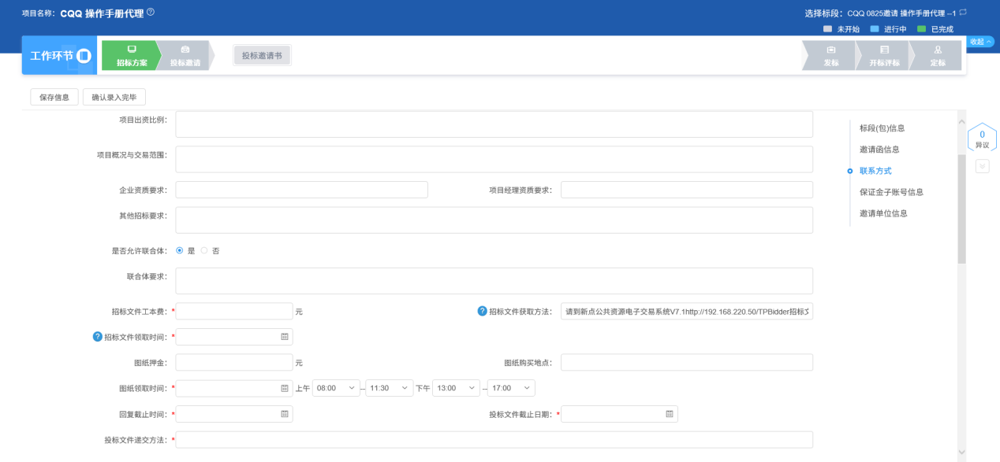 项目名称: CQQ 操作手册代理 ?
选择标段: CQQ 0825邀请 操作手册代理 --1
未开始 进行中 已完成
收起
工作环节
招标方案
投标邀请
投标邀请书
发标
开标评标
定标
保存信息 确认录入完毕
项目出资比例:
项目概况与交易范围:
企业资质要求: 项目经理资质要求:
其他招标要求:
是否允许联合体: 是 否
联合体要求:
招标文件工本费: * 元 ? 招标文件获取方法: 请到新点公共资源电子交易系统V7.1http://192.168.220.50/TPBidder招标文
? 招标文件领取时间: *
图纸押金: 元 图纸购买地点:
图纸领取时间: * 上午 08:00 -- 11:30 下午 13:00 -- 17:00
回复截止时间: * 投标文件截止日期: *
投标文件递交方法: *
标段(包)信息
邀请函信息
联系方式
保证金子账号信息
邀请单位信息
0
异议